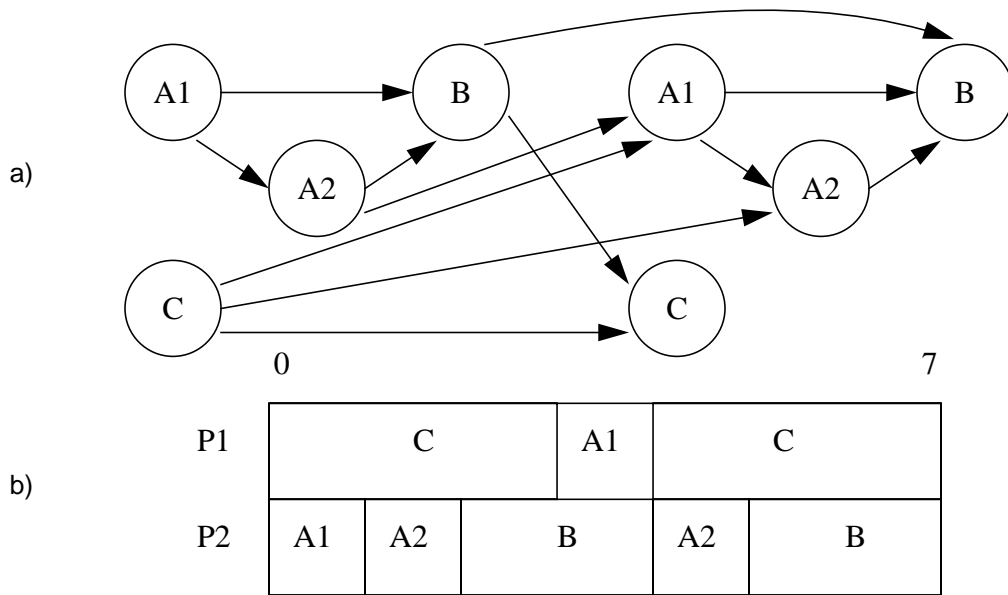 A1 B A1 B
a) A2 A2
C C
0 7
P1 C A1 C
b)
P2 A1 A2 B A2 B